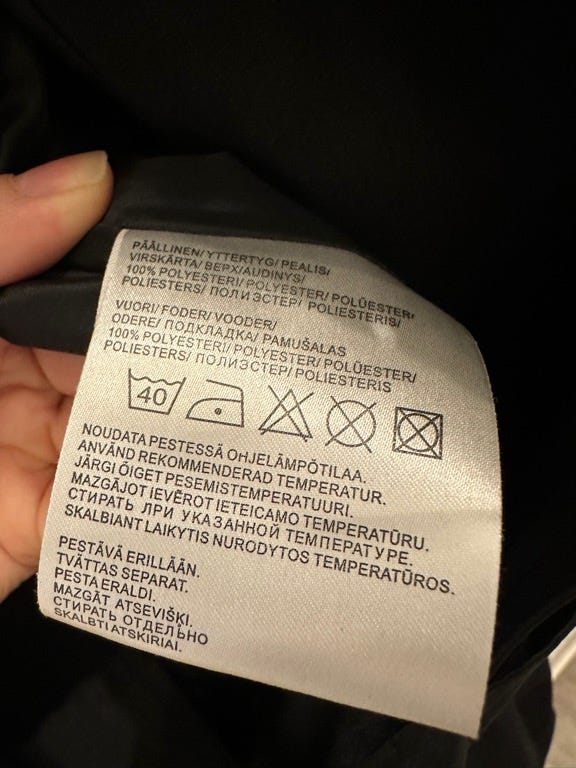 PÄÄLLINEN/ YTTERTYG/ PEALIS/
VIRSKĀRTA/ ВЕРХ/AUDINYS/
100% POLYESTERI/ POLYESTER/ POLÜESTER/
POLIESTERS/ ПОЛИЭСТЕР/ POLIESTERIS/
VUORI/ FODER/ VOODER/
ODERE/ ПОДКЛАДКА/ PAMUŠALAS
100% POLYESTERI/ POLYESTER/ POLÜESTER/
POLIESTERS/ ПОЛИЭСТЕР/ POLIESTERIS
40
NOUDATA PESTESSÄ OHJELÄMPÖTILAA.
ANVÄND REKOMMENDERAD TEMPERATUR.
JÄRGI ÕIGET PESEMISTEMPERATUURI.
MAZGĀJOT IEVĒROT IETEICAMO TEMPERATŪRU.
СТИРАТЬ ЛРИ УКАЗАННОЙ ТЕМПЕРАТУРЕ.
SKALBIANT LAIKYTIS NURODYTOS TEMPERATŪROS.
PESTÄVÄ ERILLÄÄN.
TVÄTTAS SEPARAT.
PESTA ERALDI.
MAZGĀT ATSEVIŠĶI.
СТИРАТЬ ОТДЕЛЬНО
SKALBTI ATSKIRIAI.